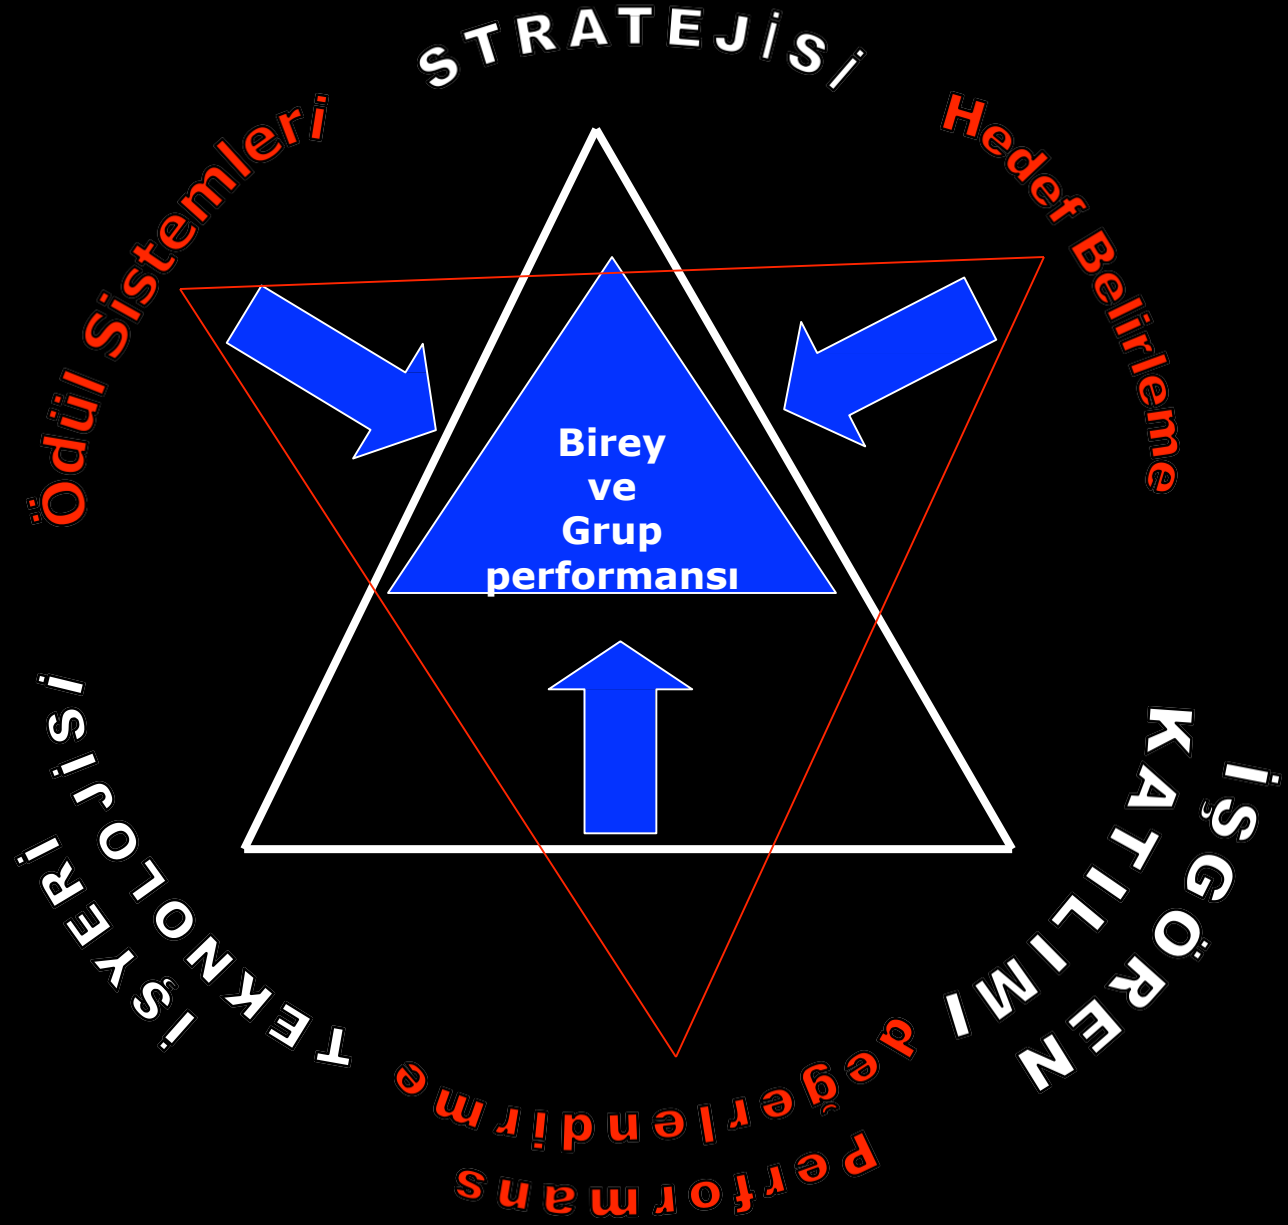 STRATEJİSİ
Hedef Belirleme
İŞGÖREN
KATILIMI
Performans
değerlendirme
İŞYERİ
TEKNOLOJİSİ
Ödül Sistemleri
Birey
ve
Grup
performansı